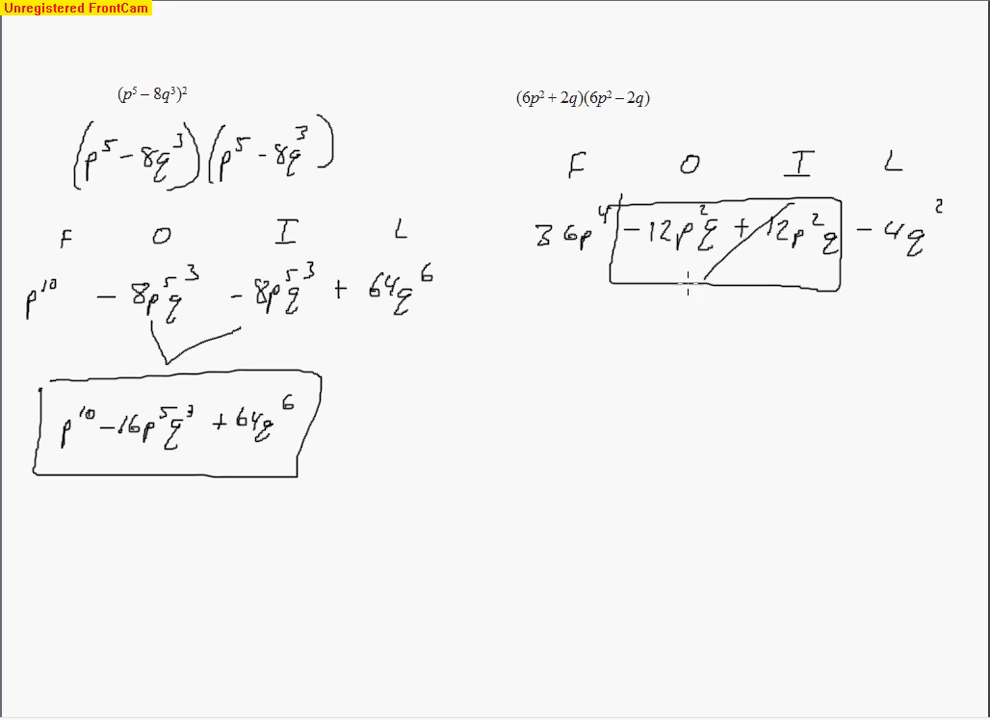 Unregistered FrontCam
(p⁵ – 8q³)²
(p⁵ - 8q³)(p⁵ - 8q³)
F O I L
p¹⁰ - 8p⁵q³ - 8p⁵q³ + 64q⁶
p¹⁰ - 16p⁵q³ + 64q⁶
(6p² + 2q)(6p² – 2q)
F O I L
36p⁴ - 12p²q + 12p²q - 4q²